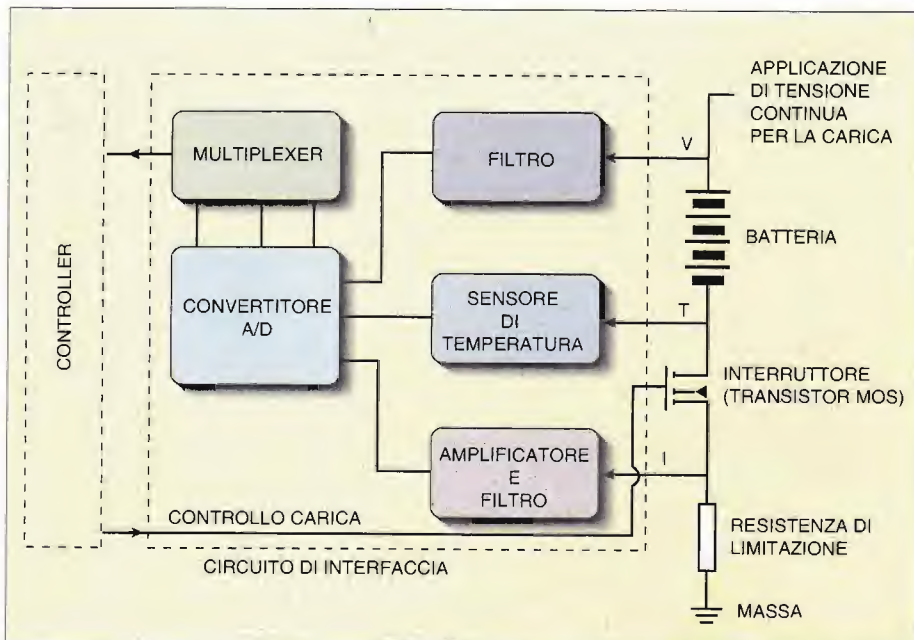 APPLICAZIONE
DI TENSIONE
CONTINUA
PER LA CARICA
MULTIPLEXER
FILTRO
V
BATTERIA
CONTROLLER
CONVERTITORE
A/D
SENSORE
DI
TEMPERATURA
T
INTERRUTTORE
(TRANSISTOR MOS)
AMPLIFICATORE
E
FILTRO
I
CONTROLLO CARICA
RESISTENZA DI
LIMITAZIONE
CIRCUITO DI INTERFACCIA
MASSA